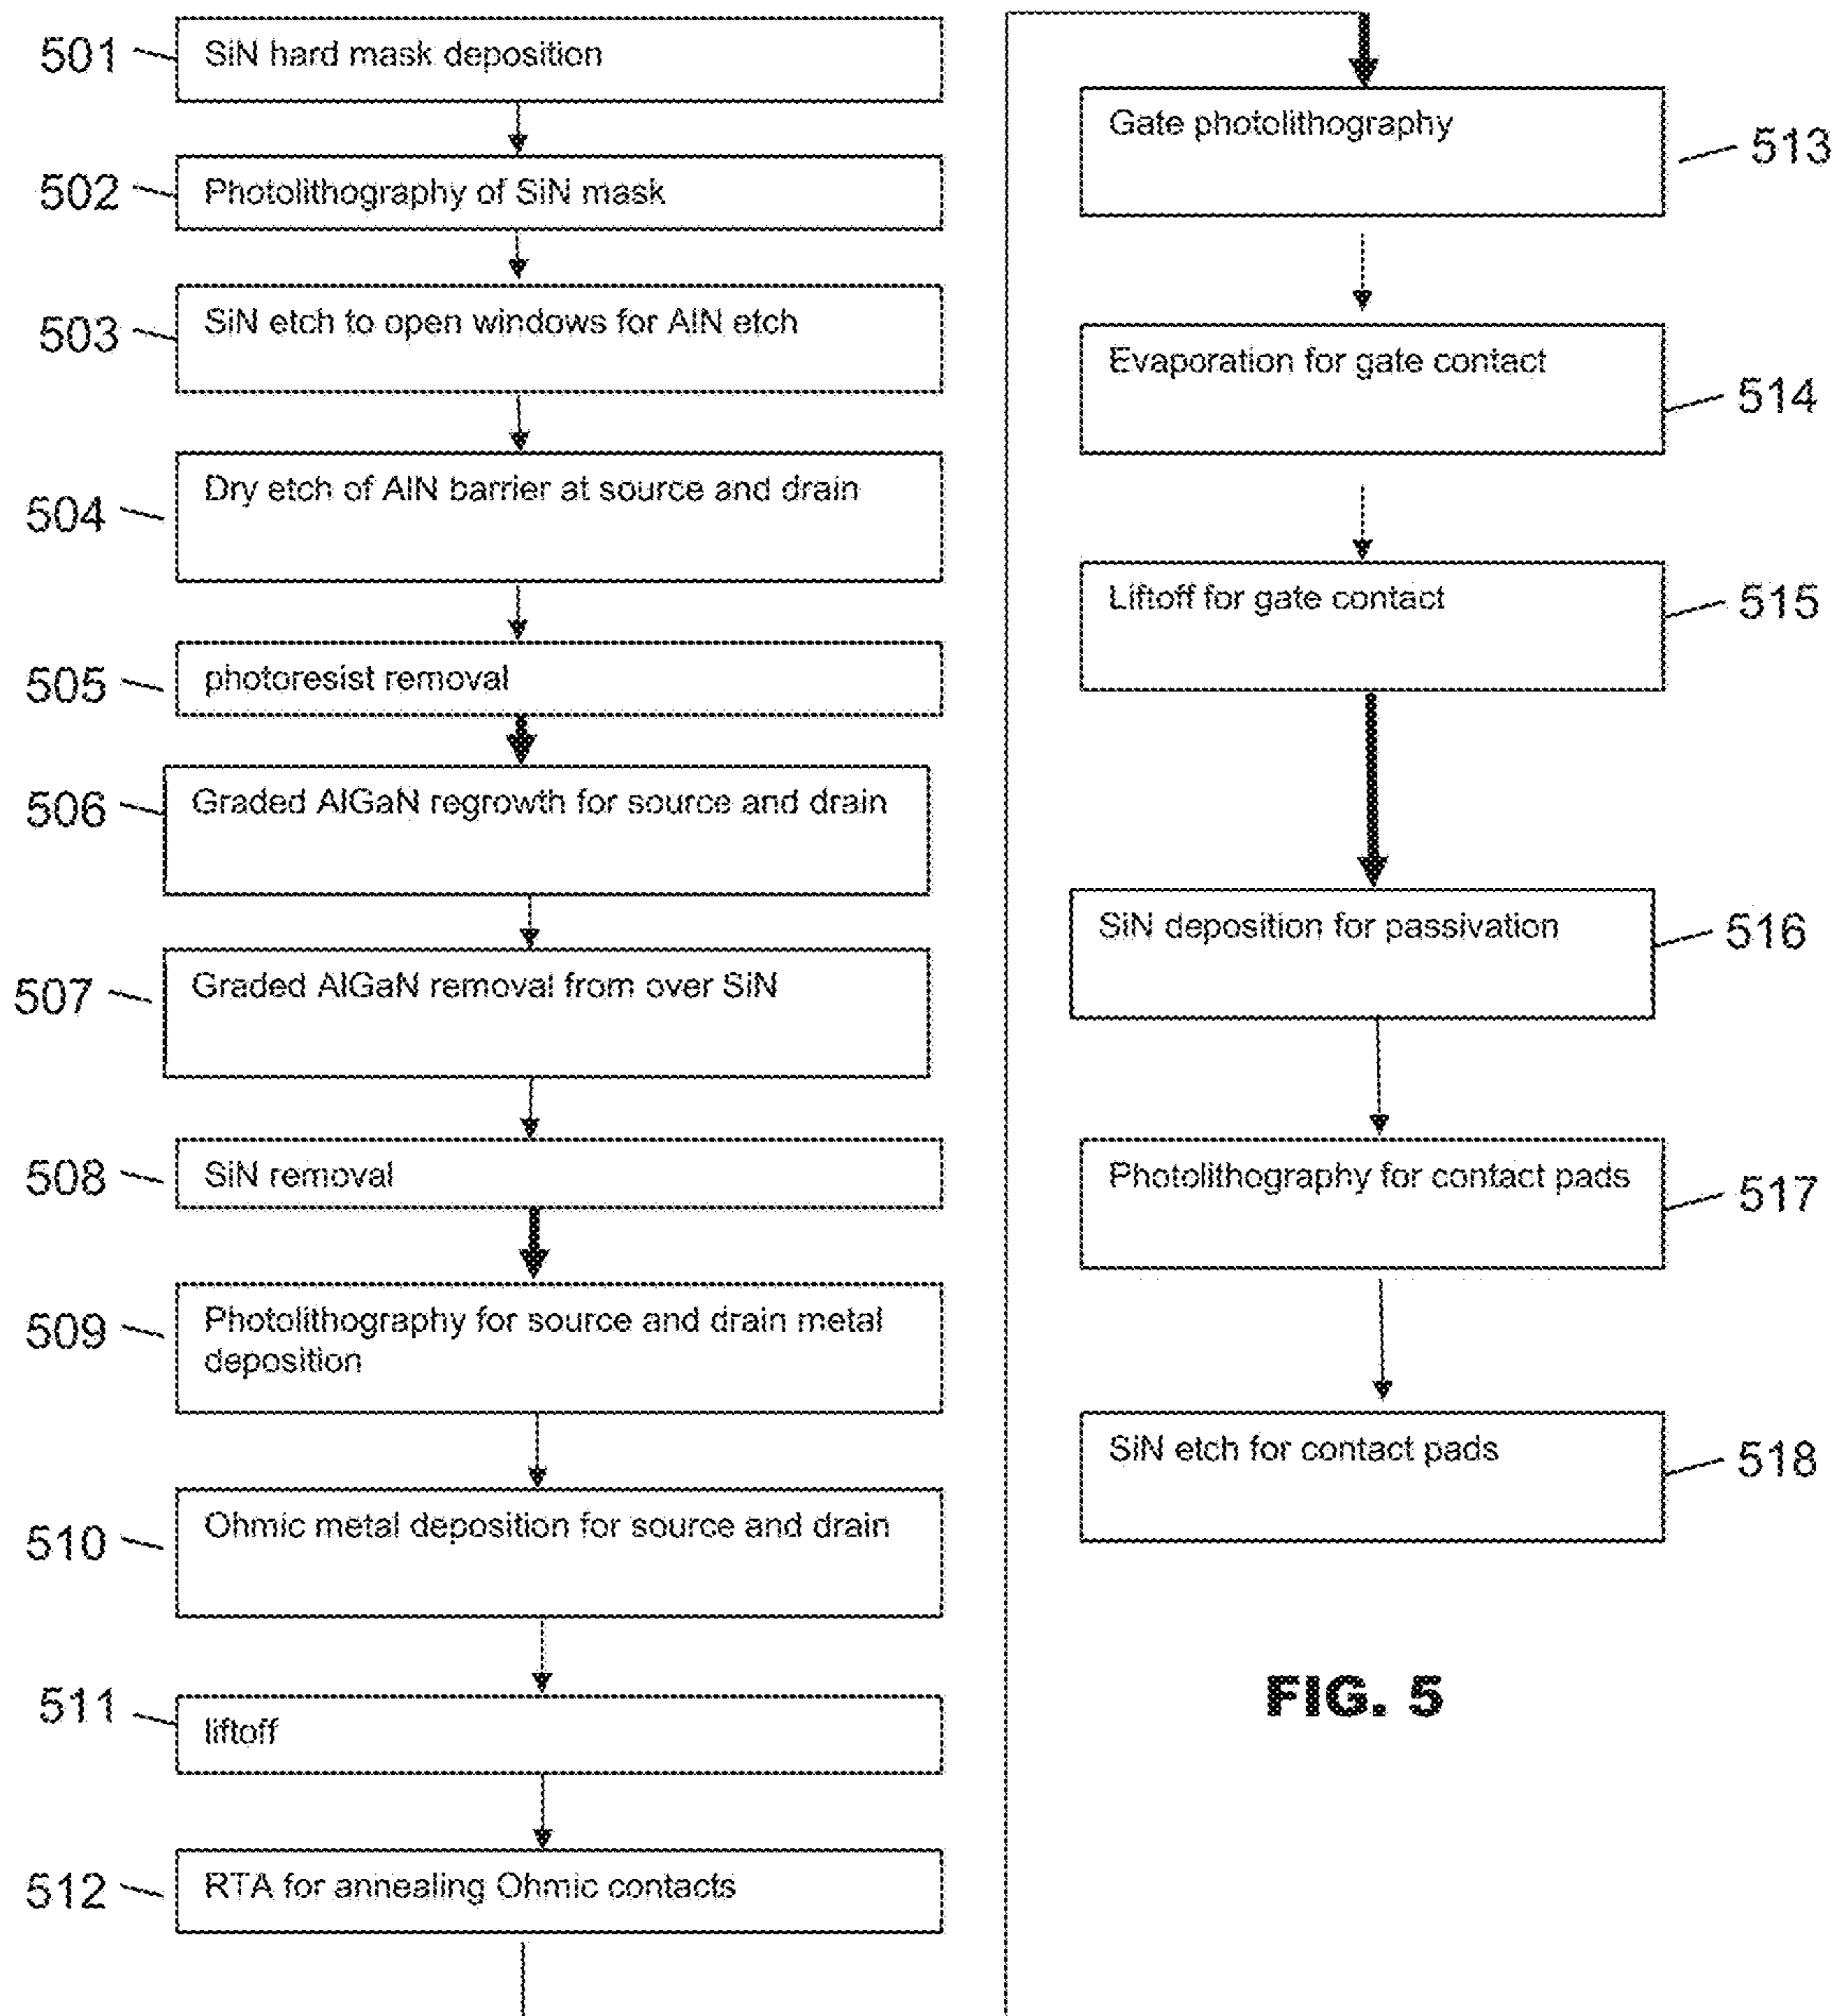 501
SiN hard mask deposition
502
Photolithography of SiN mask
503
SiN etch to open windows for AlN etch
504
Dry etch of AlN barrier at source and drain
505
photoresist removal
506
Graded AlGaN regrowth for source and drain
507
Graded AlGaN removal from over SiN
508
SiN removal
509
Photolithography for source and drain metal
deposition
510
Ohmic metal deposition for source and drain
511
liftoff
512
RTA for annealing Ohmic contacts
Gate photolithography
513
Evaporation for gate contact
514
Liftoff for gate contact
515
SiN deposition for passivation
516
Photolithography for contact pads
517
SiN etch for contact pads
518
FIG. 5